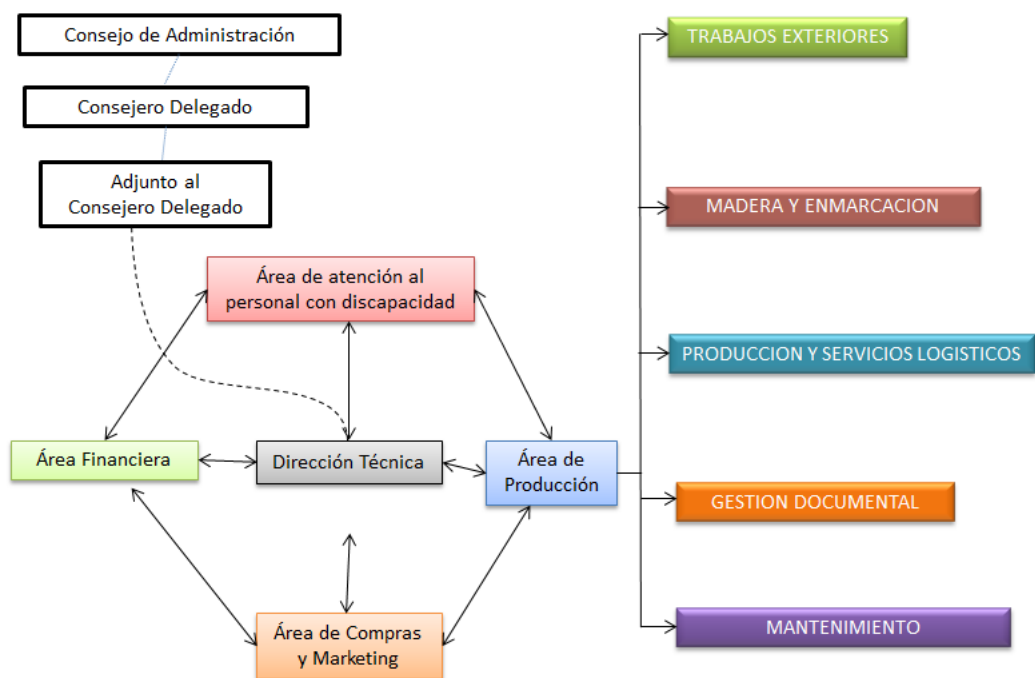 Consejo de Administración
Consejero Delegado
Adjunto al
Consejero Delegado
Área de atención al
personal con discapacidad
Área Financiera
Dirección Técnica
Área de
Producción
Área de Compras
y Marketing
TRABAJOS EXTERIORES
MADERA Y ENMARCACION
PRODUCCION Y SERVICIOS LOGISTICOS
GESTION DOCUMENTAL
MANTENIMIENTO